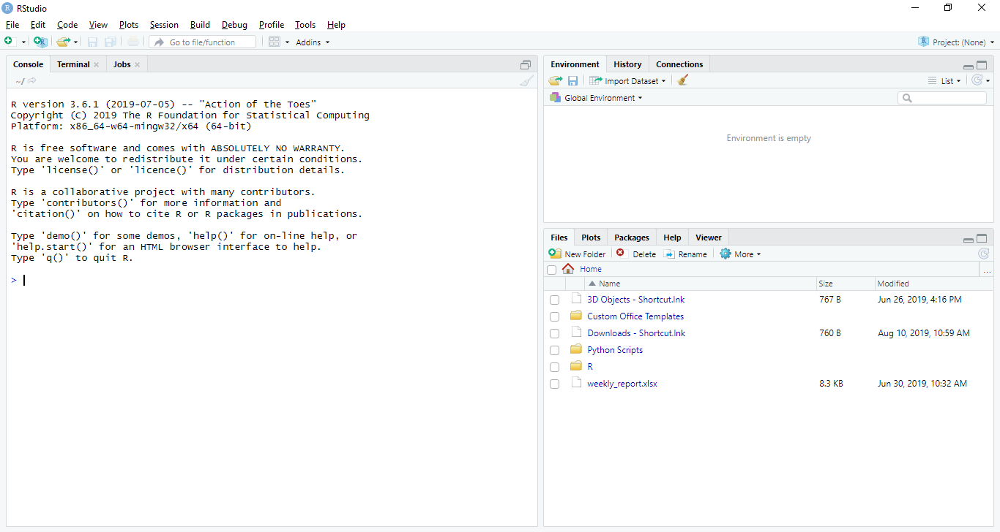 RStudio
File Edit Code View Plots Session Build Debug Profile Tools Help
Go to file/function Addins Project: (None)
Console Terminal Jobs
~/
R version 3.6.1 (2019-07-05) -- "Action of the Toes"
Copyright (C) 2019 The R Foundation for Statistical Computing
Platform: x86_64-w64-mingw32/x64 (64-bit)
R is free software and comes with ABSOLUTELY NO WARRANTY.
You are welcome to redistribute it under certain conditions.
Type 'license()' or 'licence()' for distribution details.
R is a collaborative project with many contributors.
Type 'contributors()' for more information and
'citation()' on how to cite R or R packages in publications.
Type 'demo()' for some demos, 'help()' for on-line help, or
'help.start()' for an HTML browser interface to help.
Type 'q()' to quit R.
>
Environment History Connections
Import Dataset List
Global Environment
Environment is empty
Files Plots Packages Help Viewer
New Folder Delete Rename More
Home ...
Name Size Modified
3D Objects - Shortcut.lnk 767 B Jun 26, 2019, 4:16 PM
Custom Office Templates
Downloads - Shortcut.lnk 760 B Aug 10, 2019, 10:59 AM
Python Scripts
R
weekly_report.xlsx 8.3 KB Jun 30, 2019, 10:32 AM